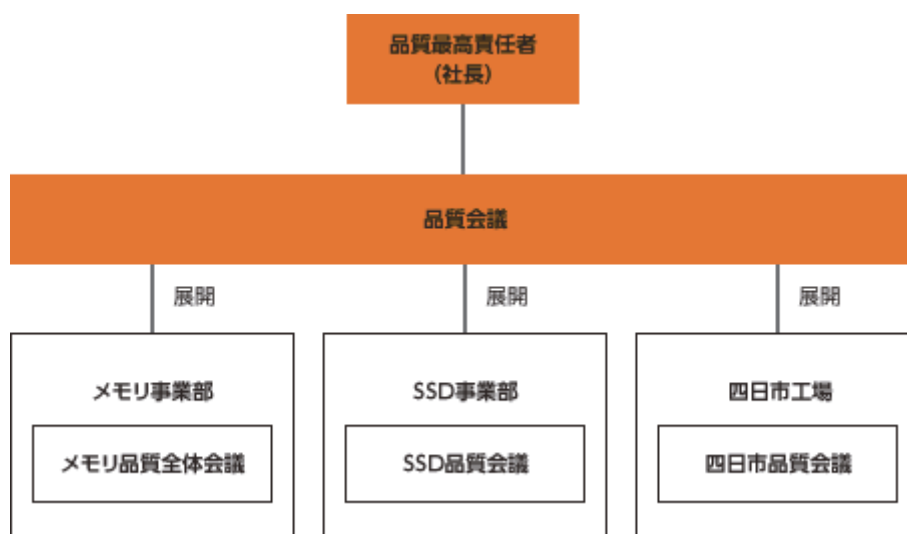 品質最高責任者
（社長）
品質会議
展開
展開
展開
メモリ事業部
SSD事業部
四日市工場
メモリ品質全体会議
SSD品質会議
四日市品質会議